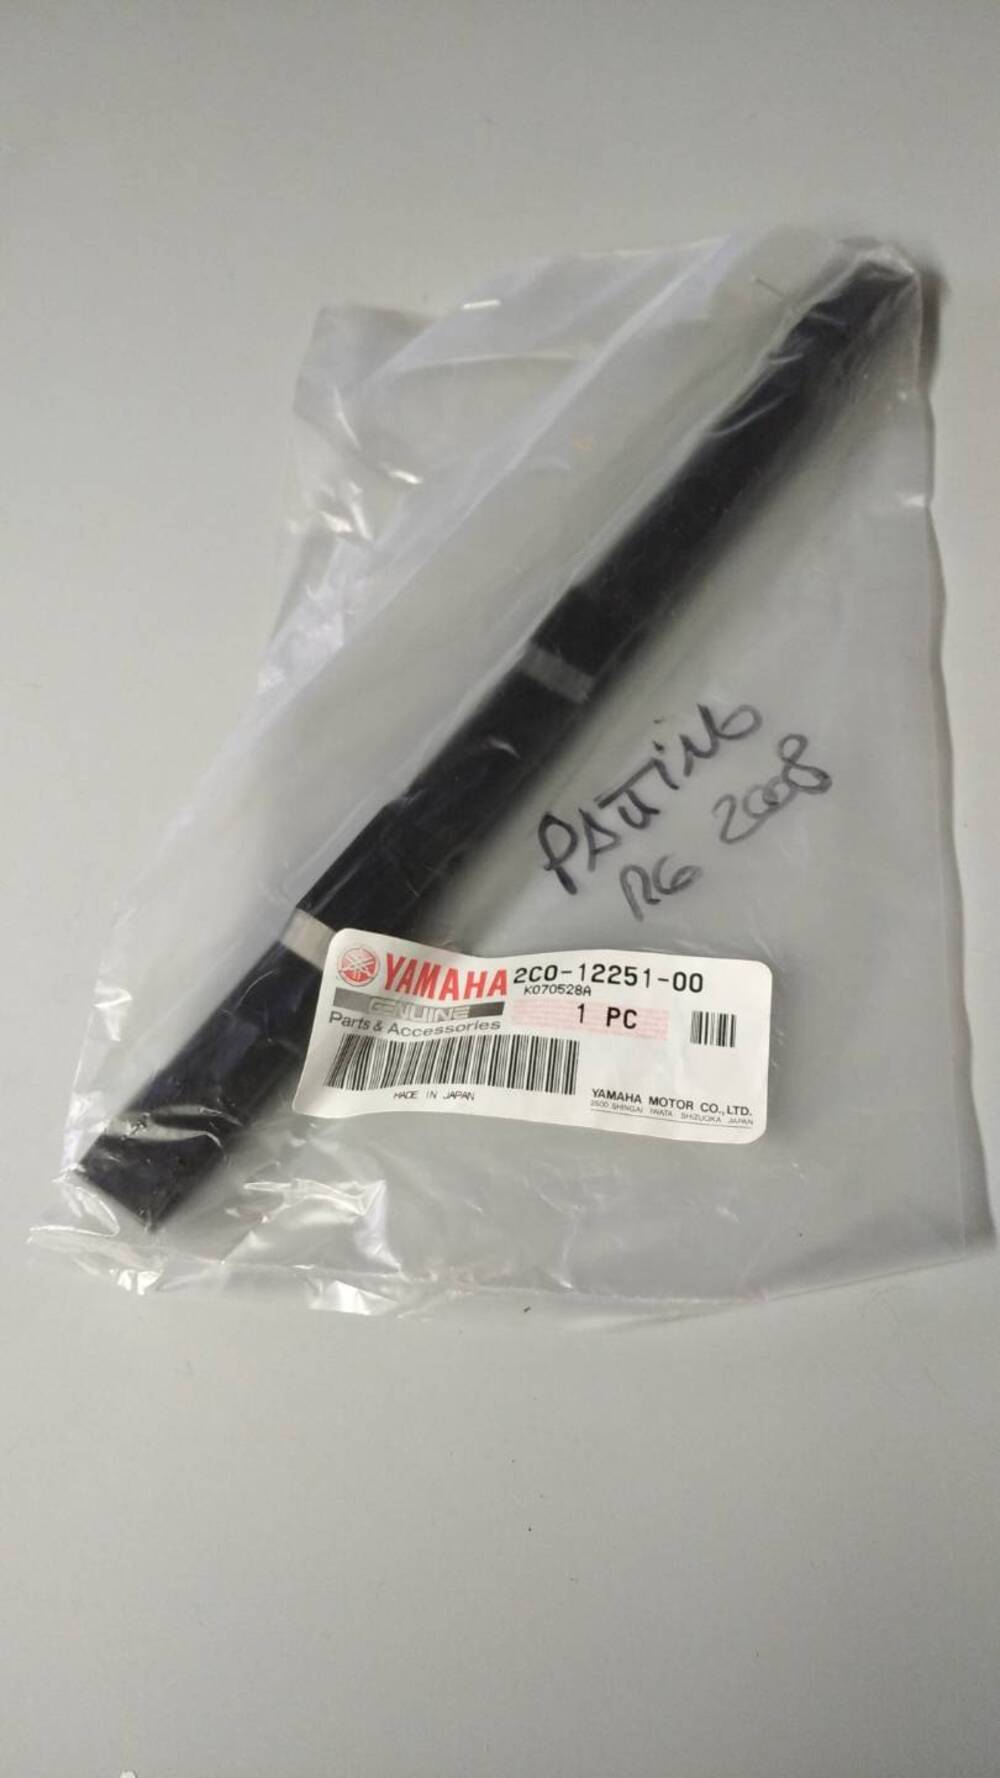 PATTINO
R6 2008
YAMAHA 2C0-12251-00
K070528A
GENUINE
1 PC
Parts & Accessories
MADE IN JAPAN
YAMAHA MOTOR CO., LTD.
2500 SHINGAI IWATA SHIZUOKA JAPAN